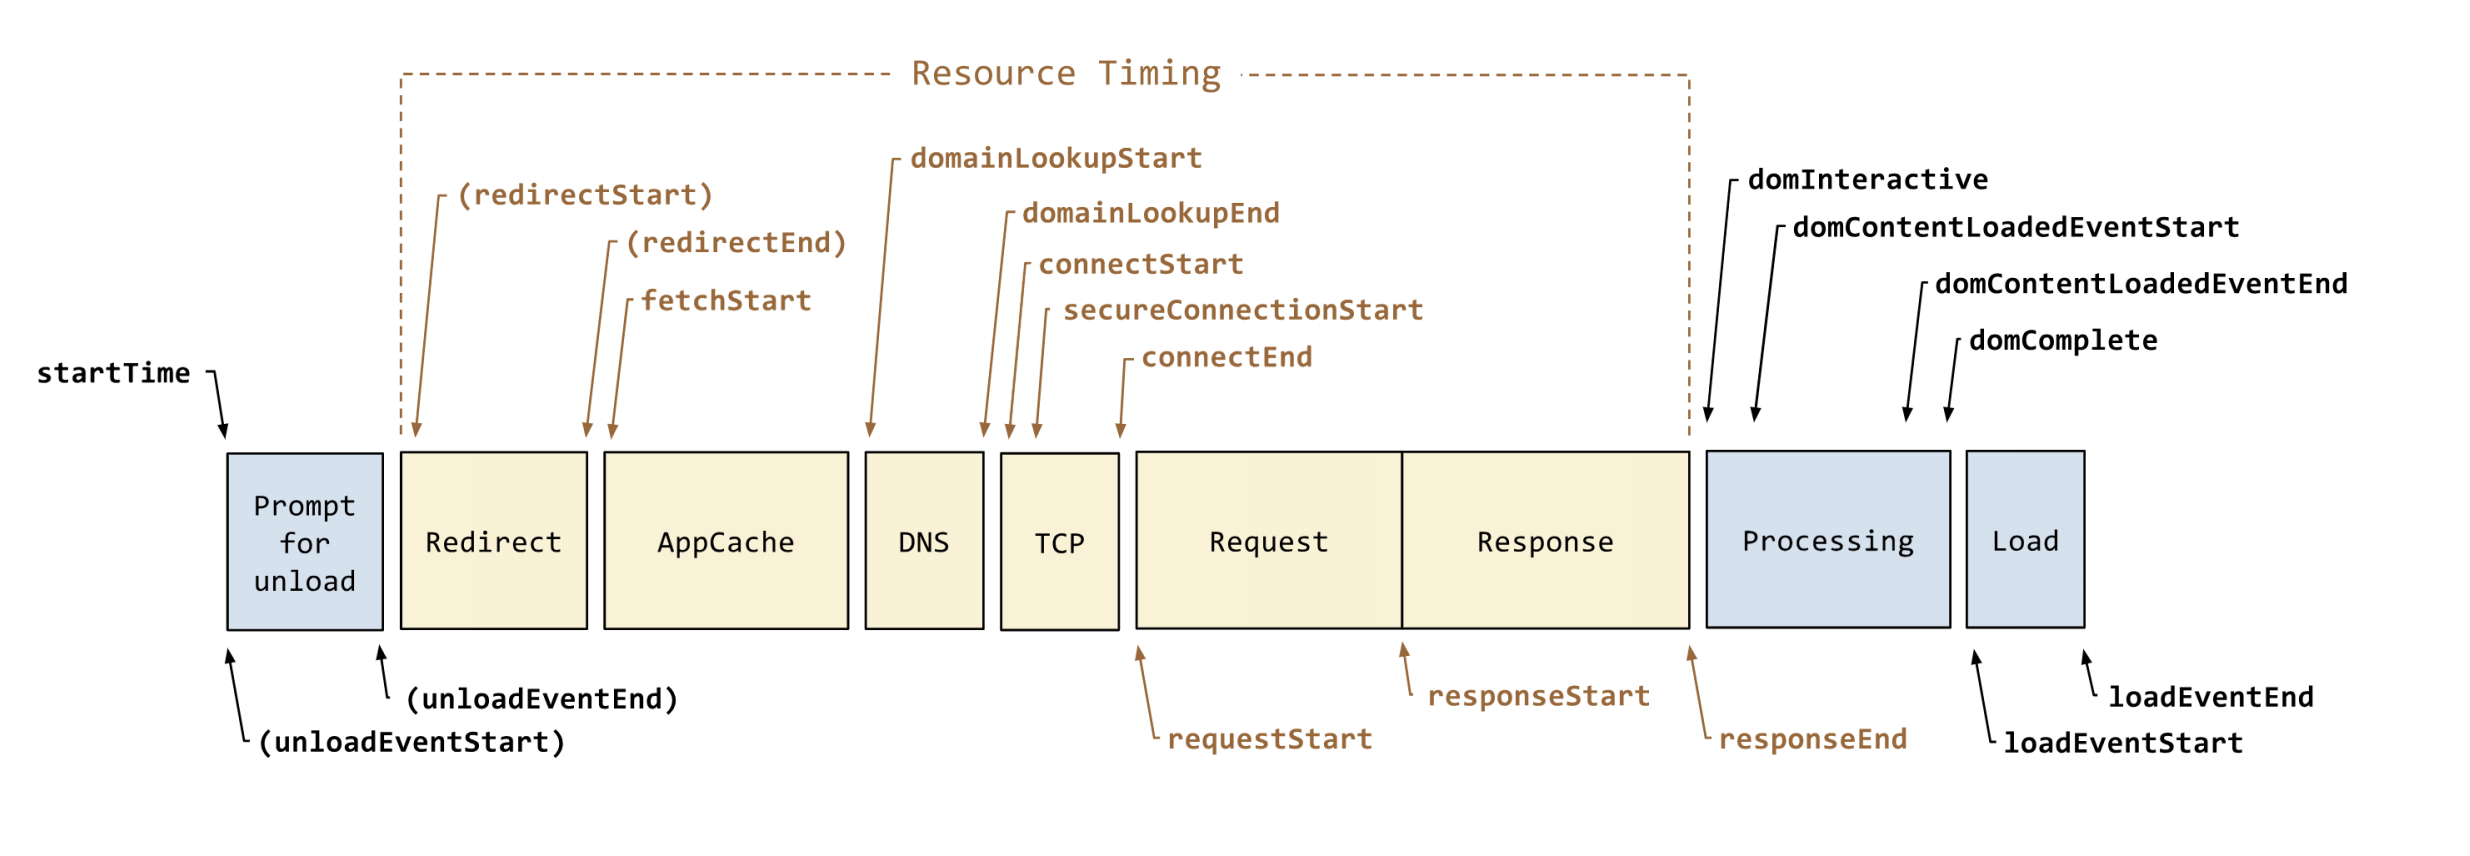 Resource Timing
domainLookupStart
domInteractive
(redirectStart)
domainLookupEnd
domContentLoadedEventStart
(redirectEnd)
connectStart
domContentLoadedEventEnd
fetchStart
secureConnectionStart
domComplete
connectEnd
startTime
Prompt
for
unload
Redirect
AppCache
DNS
TCP
Request
Response
Processing
Load
(unloadEventEnd)
responseStart
loadEventEnd
(unloadEventStart)
requestStart
responseEnd
loadEventStart